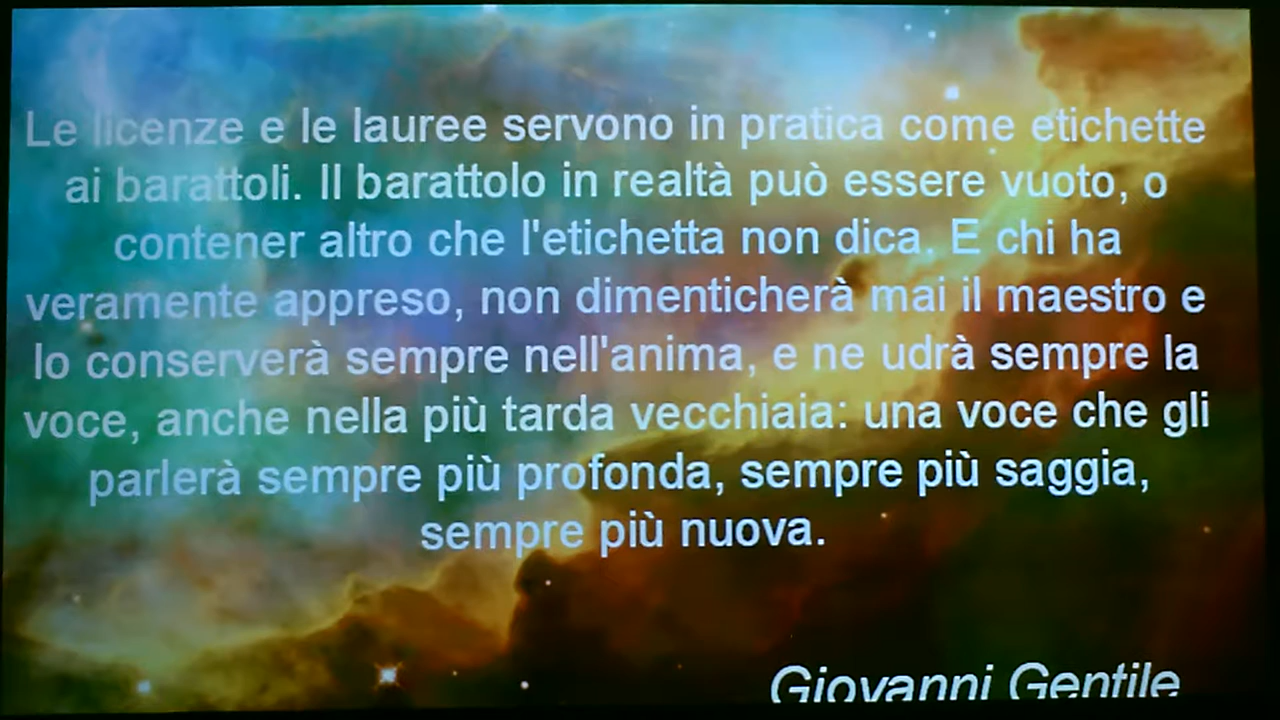 Le licenze e le lauree servono in pratica come etichette
ai barattoli. Il barattolo in realtà può essere vuoto, o
contener altro che l'etichetta non dica. E chi ha
veramente appreso, non dimenticherà mai il maestro e
lo conserverà sempre nell'anima, e ne udrà sempre la
voce, anche nella più tarda vecchiaia: una voce che gli
parlerà sempre più profonda, sempre più saggia,
sempre più nuova.
Giovanni Gentile